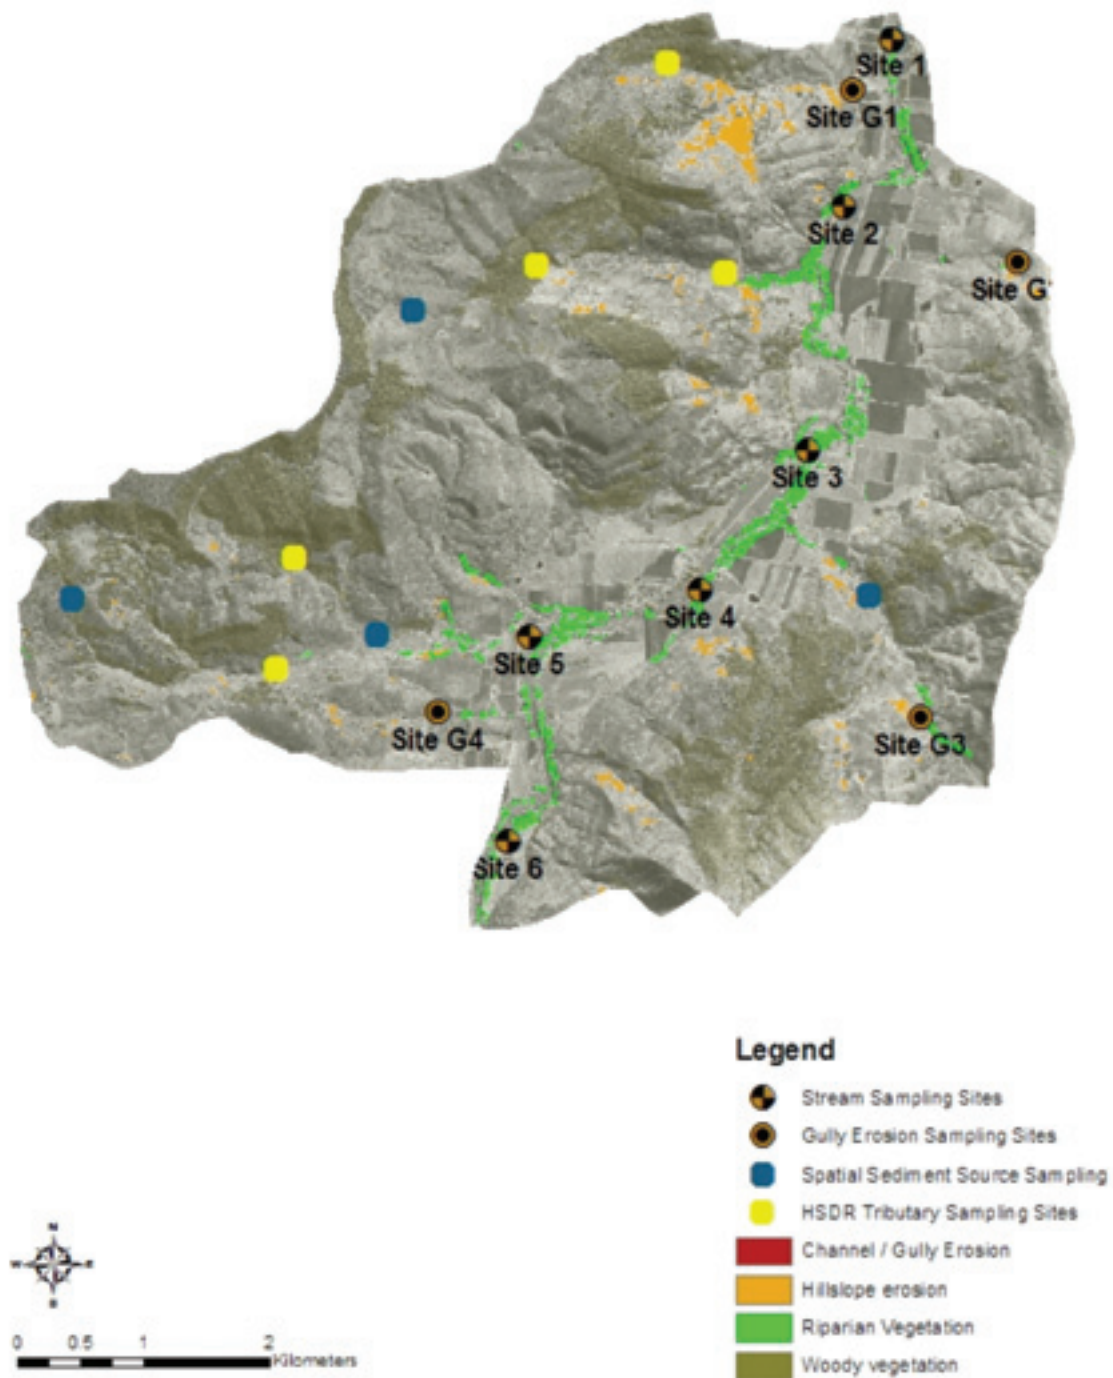 Site 1
Site G1
Site 2
Site G
Site 3
Site 4
Site 5
Site G4
Site G3
Site 6
Legend
Stream Sampling Sites
Gully Erosion Sampling Sites
Spatial Sediment Source Sampling
HSDR Tributary Sampling Sites
Channel / Gully Erosion
Hillslope erosion
Riparian Vegetation
Woody vegetation
N
W E
S
0 0.5 1 2
Kilometers